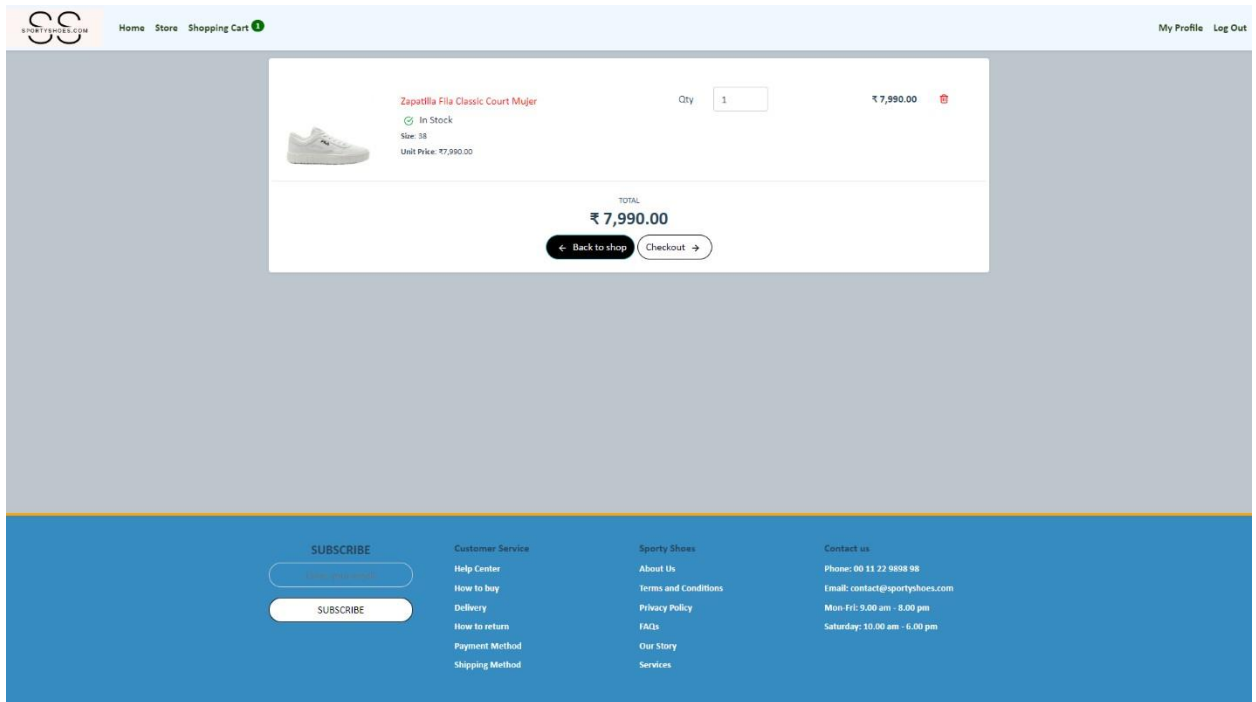 SS
SPORTYSHOES.COM
Home Store Shopping Cart 1
My Profile Log Out
Zapatilla Fila Classic Court Mujer
Qty 1
₹ 7,990.00
In Stock
Size: 38
Unit Price: ₹7,990.00
FILA
TOTAL
₹ 7,990.00
← Back to shop
Checkout →
SUBSCRIBE
SUBSCRIBE
Customer Service
Help Center
How to buy
Delivery
How to return
Payment Method
Shipping Method
Sporty Shoes
About Us
Terms and Conditions
Privacy Policy
FAQs
Our Story
Services
Contact us
Phone: 00 11 22 9898 98
Email: contact@sportyshoes.com
Mon-Fri: 9.00 am - 8.00 pm
Saturday: 10.00 am - 6.00 pm